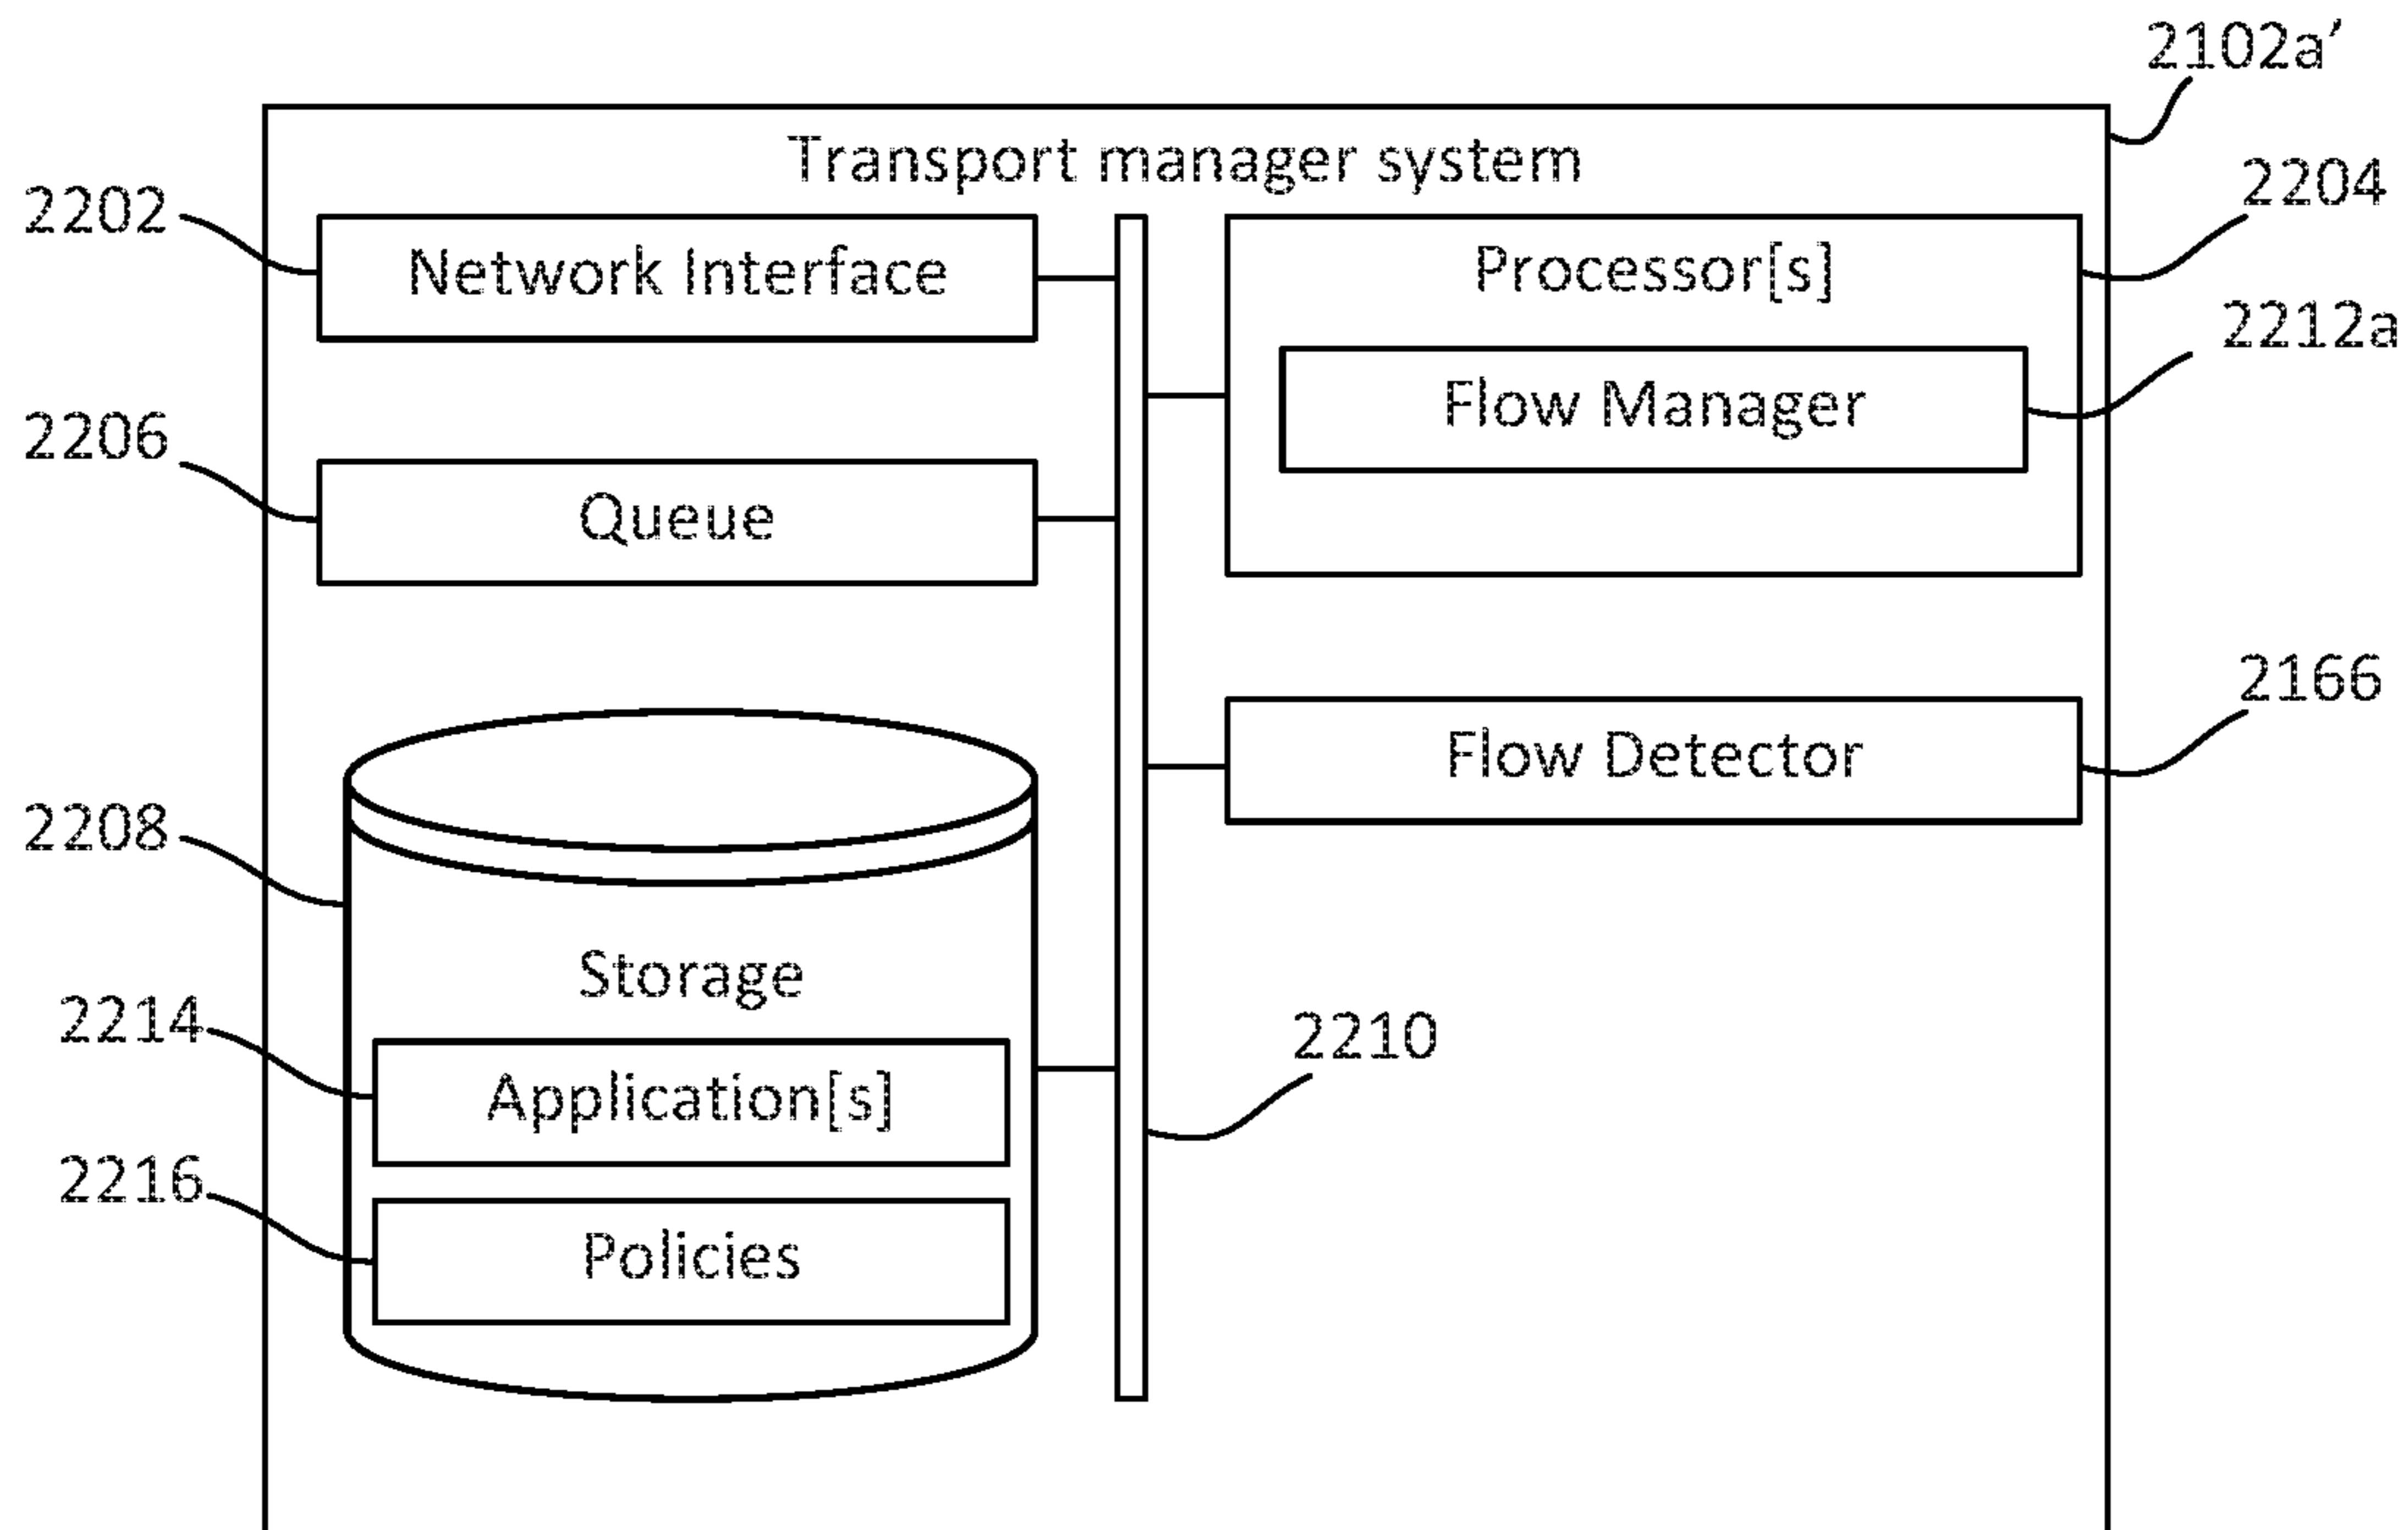 2102a’
Transport manager system
2202
Network Interface
Processor[s]
2204
2212a
Flow Manager
2206
Queue
2166
Flow Detector
2208
Storage
2214
2210
Application[s]
2216
Policies